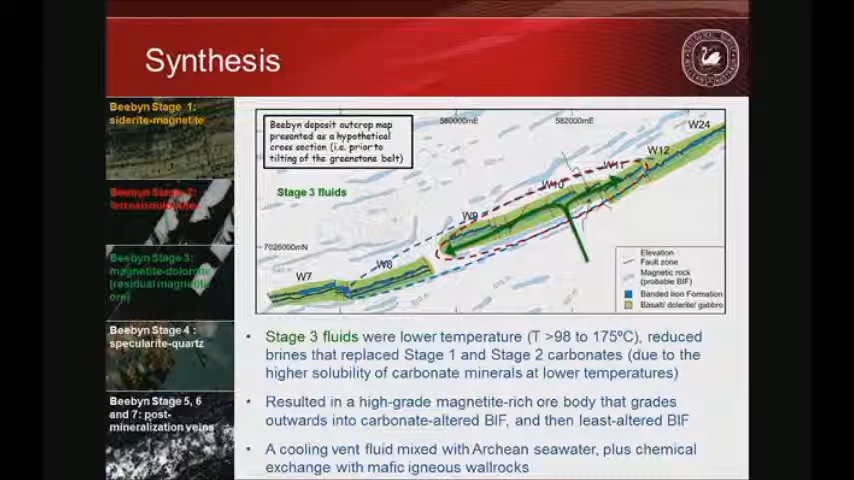 Synthesis
Beebyn Stage 1:
siderite-magnetite
Beebyn Stage 2:
Beebyn Stage 3:
magnetite-dolomite
(residual magnetite
ore)
Beebyn Stage 4 :
specularite-quartz
Beebyn Stage 5, 6
and 7: post-
mineralization veins
Beebyn deposit outcrop map
presented as a hypothetical
cross section (i.e. prior to
tilting of the greenstone belt)
580000mE
582000mE
W24
W12
W11
W10
W9
W8
W7
Stage 3 fluids
7026000mN
Elevation
Fault zone
Magnetic rock
(probable BIF)
Banded Iron Formation
Basalt/ dolerite/ gabbro
• Stage 3 fluids were lower temperature (T >98 to 175ºC), reduced
brines that replaced Stage 1 and Stage 2 carbonates (due to the
higher solubility of carbonate minerals at lower temperatures)
• Resulted in a high-grade magnetite-rich ore body that grades
outwards into carbonate-altered BIF, and then least-altered BIF
• A cooling vent fluid mixed with Archean seawater, plus chemical
exchange with mafic igneous wallrocks